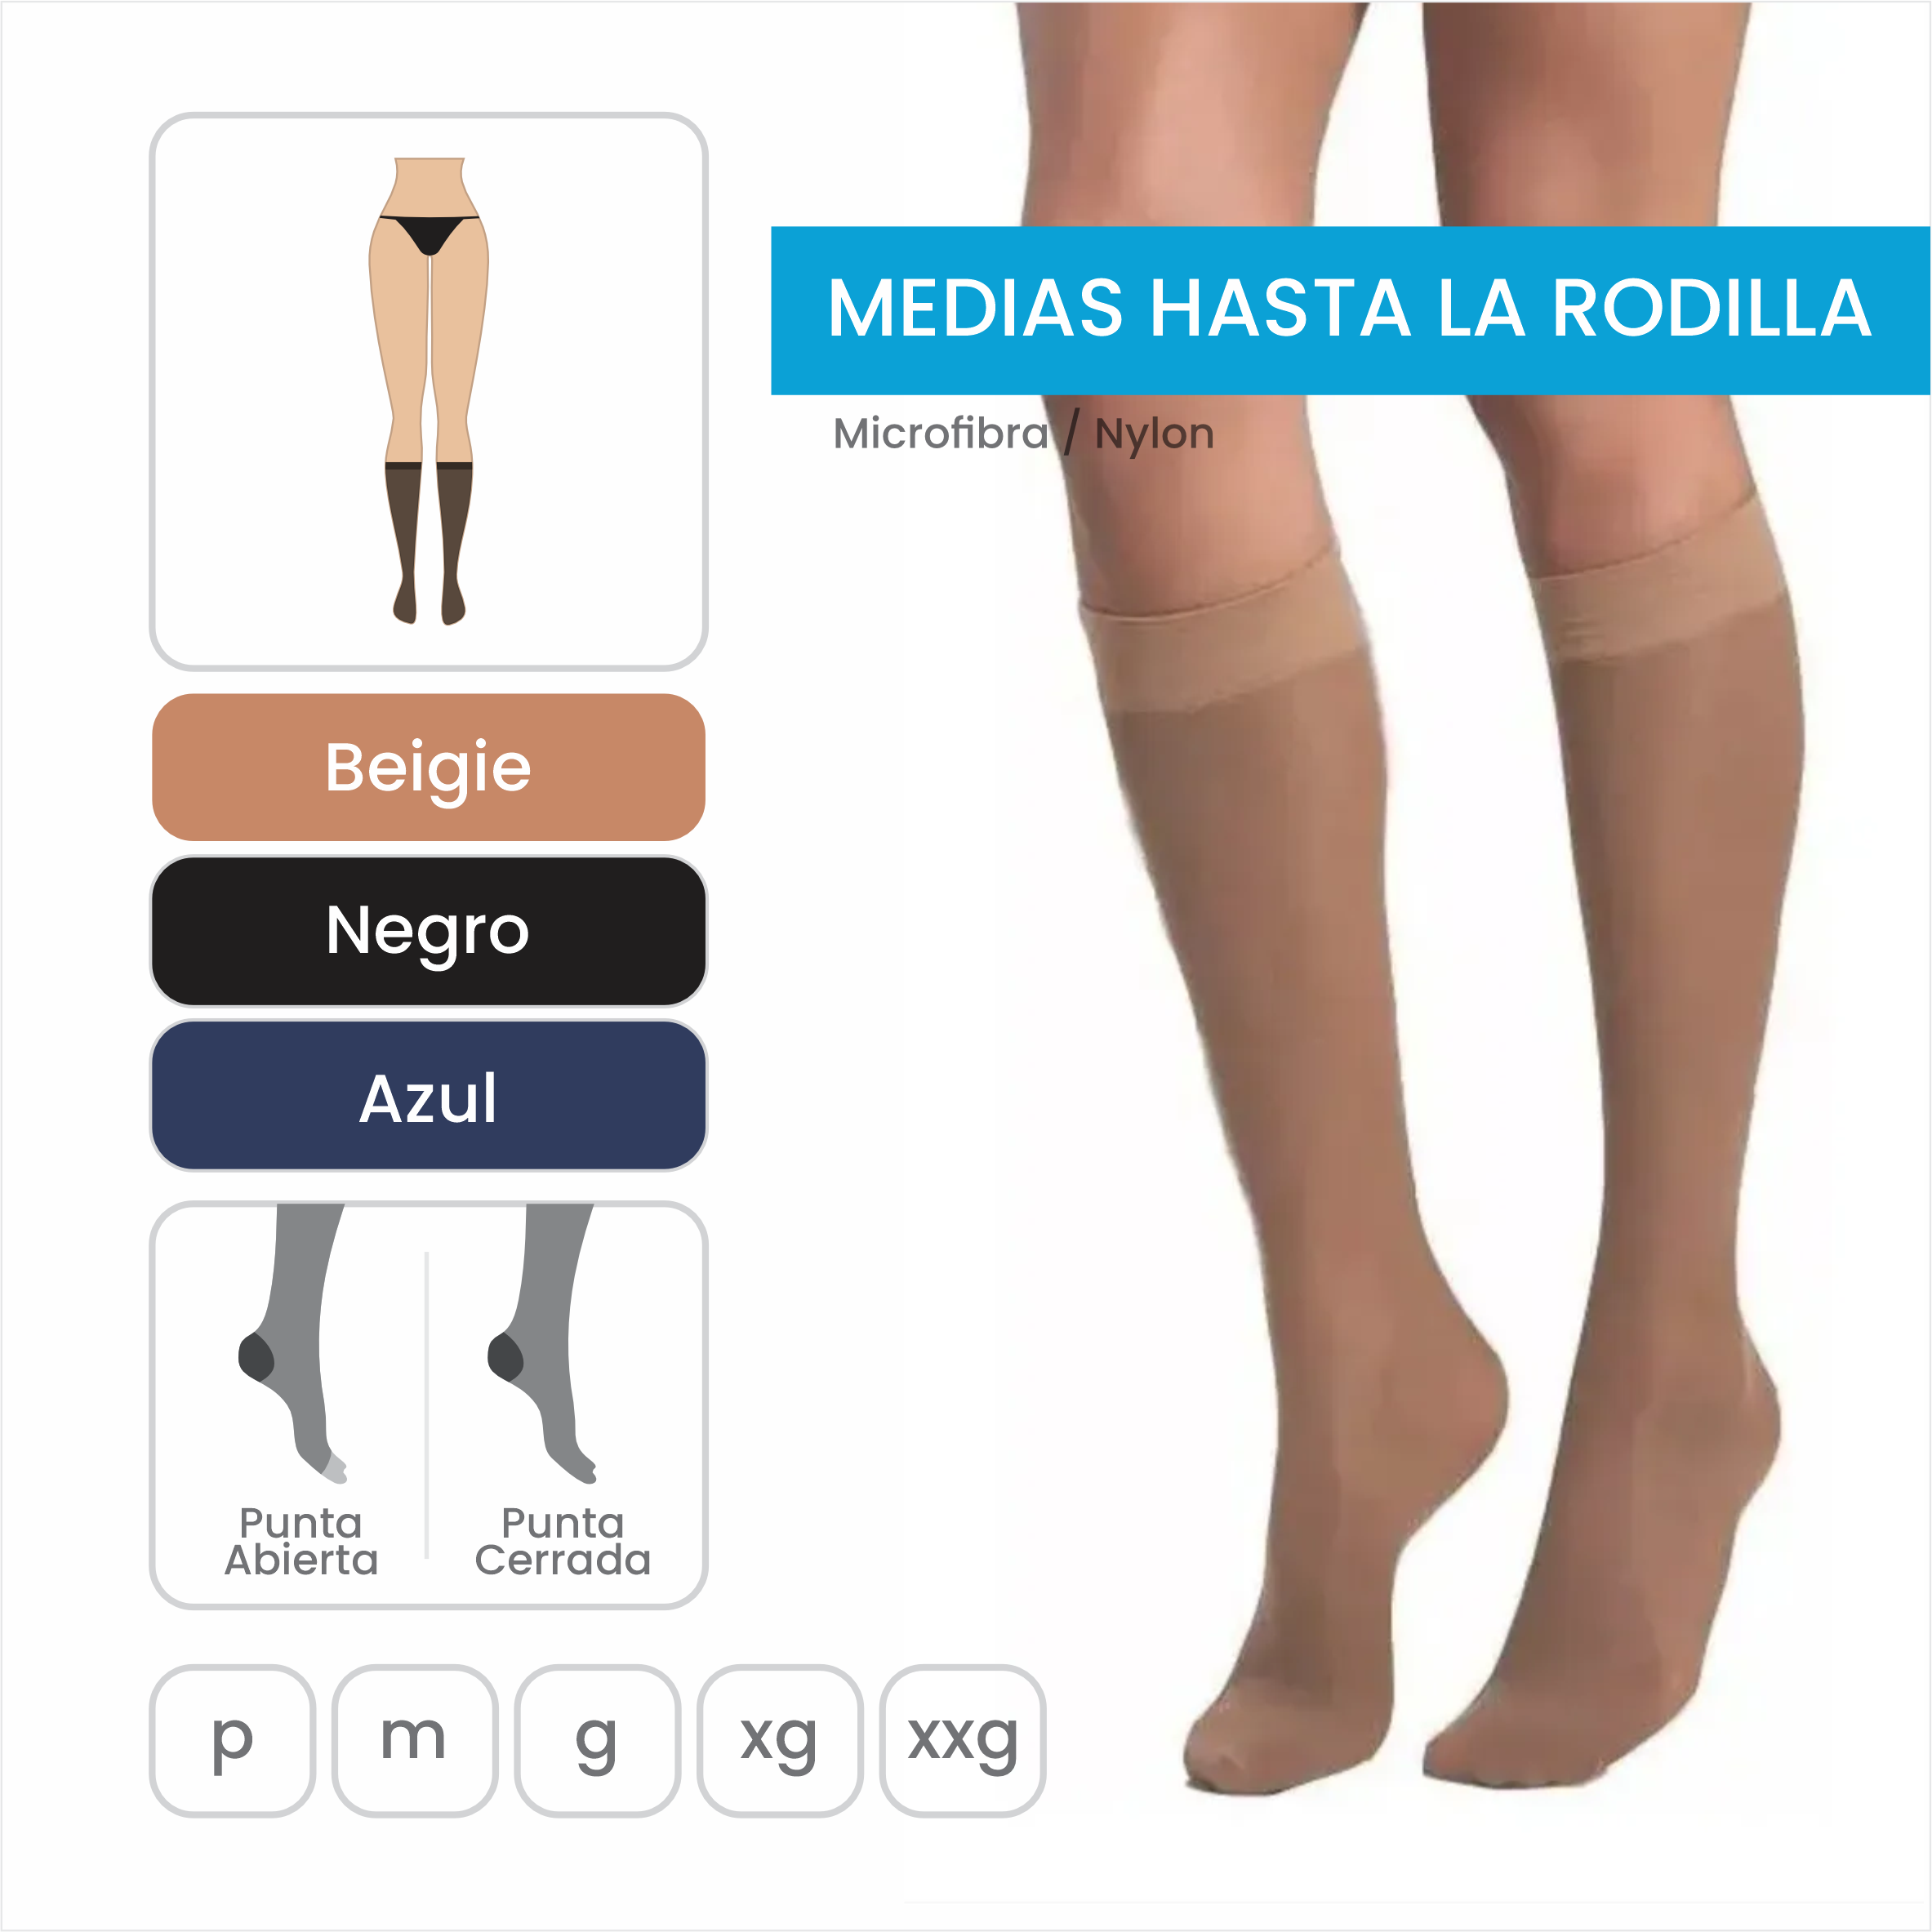 MEDIAS HASTA LA RODILLA
Microfibra / Nylon
Beigie
Negro
Azul
Punta
Abierta
Punta
Cerrada
p
m
g
xg
xxg